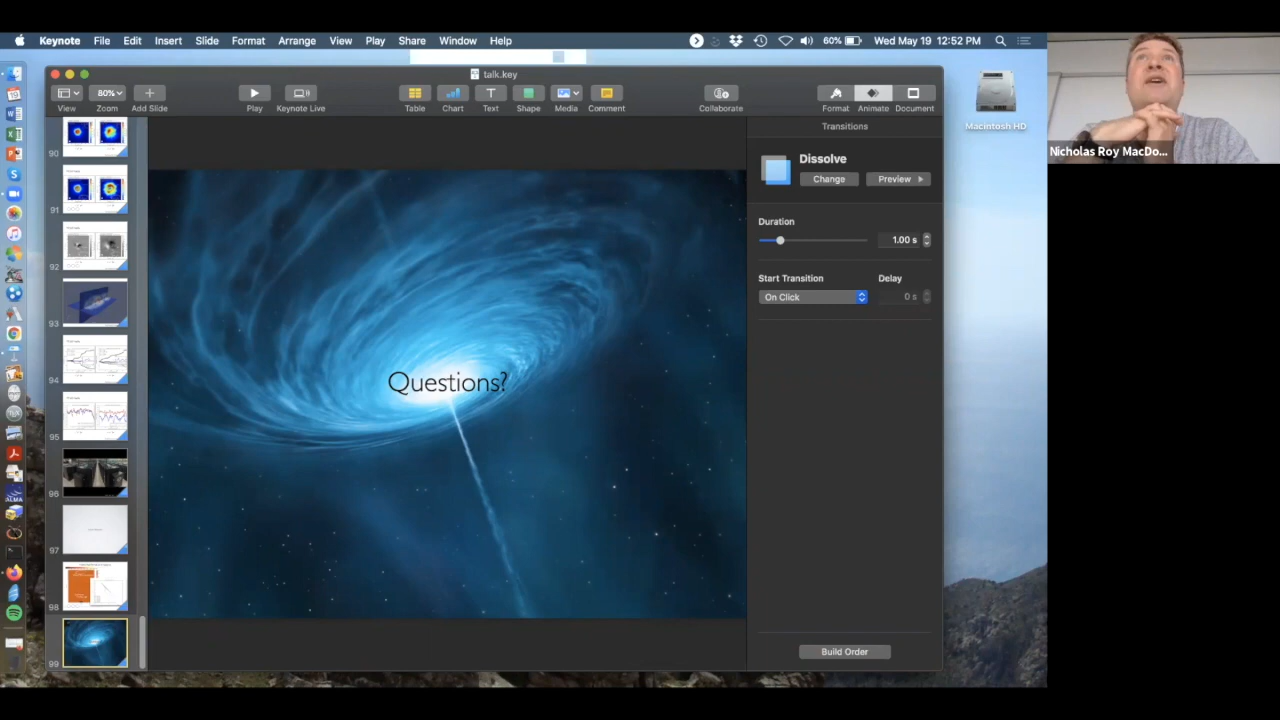 Keynote File Edit Insert Slide Format Arrange View Play Share Window Help 60% Wed May 19 12:52 PM
talk.key
80%
View Zoom Add Slide Play Keynote Live Table Chart Text Shape Media Comment Collaborate Format Animate Document
Transitions
Dissolve
Change Preview
Duration
1.00 s
Start Transition Delay
On Click 0 s
Build Order
90
91
92
93
94
95
96
97
98
99
Questions?
Macintosh HD
ALMA
Nicholas Roy MacDo...